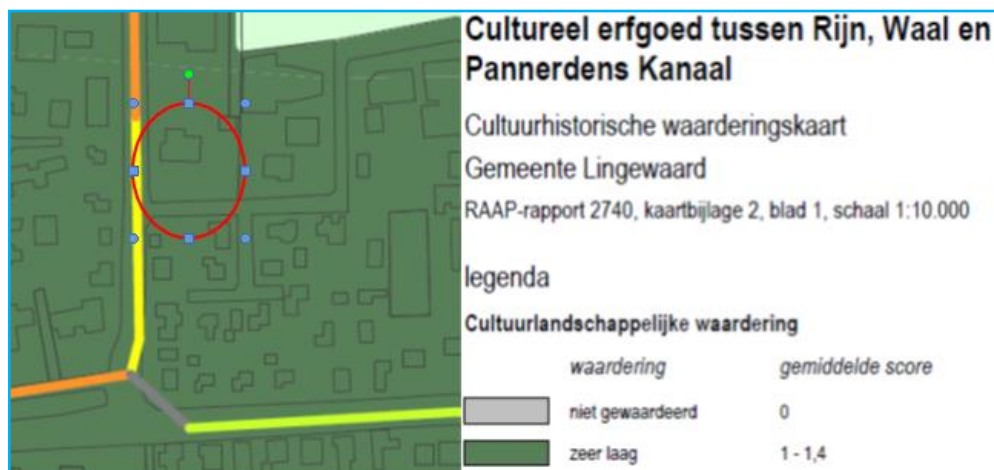 Cultureel erfgoed tussen Rijn, Waal en
Pannerdens Kanaal
Cultuurhistorische waarderingskaart
Gemeente Lingewaard
RAAP-rapport 2740, kaartbijlage 2, blad 1, schaal 1:10.000
legenda
Cultuurlandschappelijke waardering
waardering gemiddelde score
niet gewaardeerd 0
zeer laag 1 - 1,4